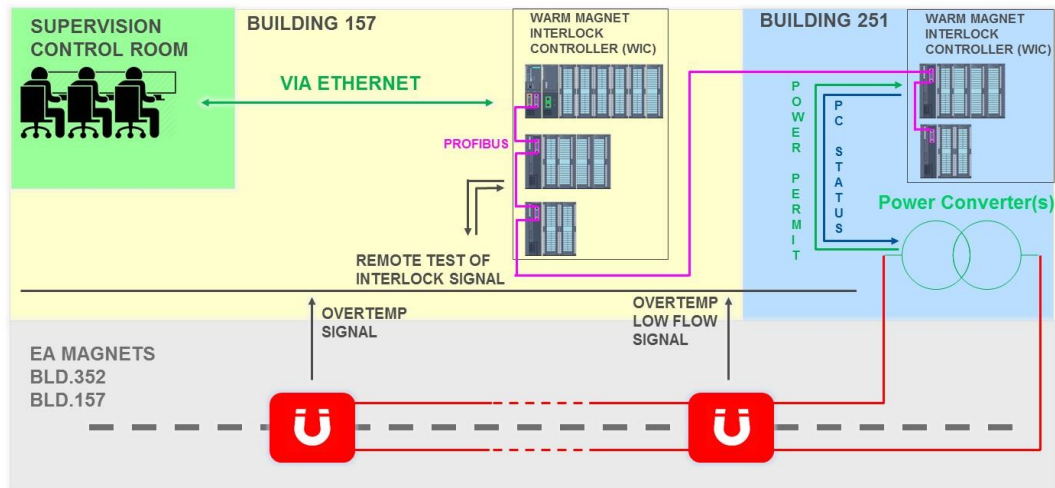 SUPERVISION
CONTROL ROOM
BUILDING 157
WARM MAGNET
INTERLOCK
CONTROLLER (WIC)
BUILDING 251
WARM MAGNET
INTERLOCK
CONTROLLER (WIC)
VIA ETHERNET
PROFIBUS
POWER PERMIT
PC STATUS
Power Converter(s)
REMOTE TEST OF
INTERLOCK SIGNAL
OVERTEMP
SIGNAL
OVERTEMP
LOW FLOW
SIGNAL
EA MAGNETS
BLD.352
BLD.157